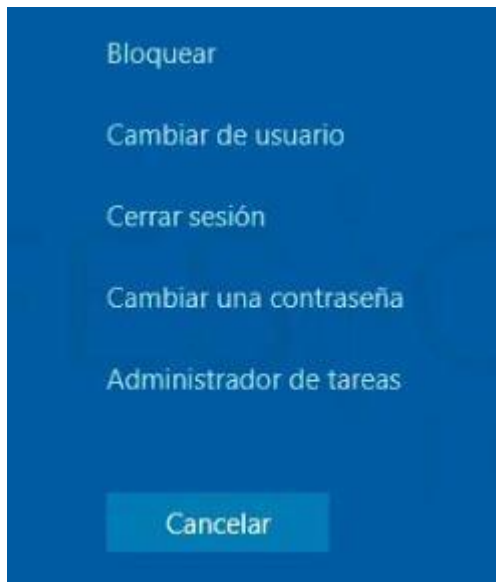 Bloquear
Cambiar de usuario
Cerrar sesión
Cambiar una contraseña
Administrador de tareas
Cancelar